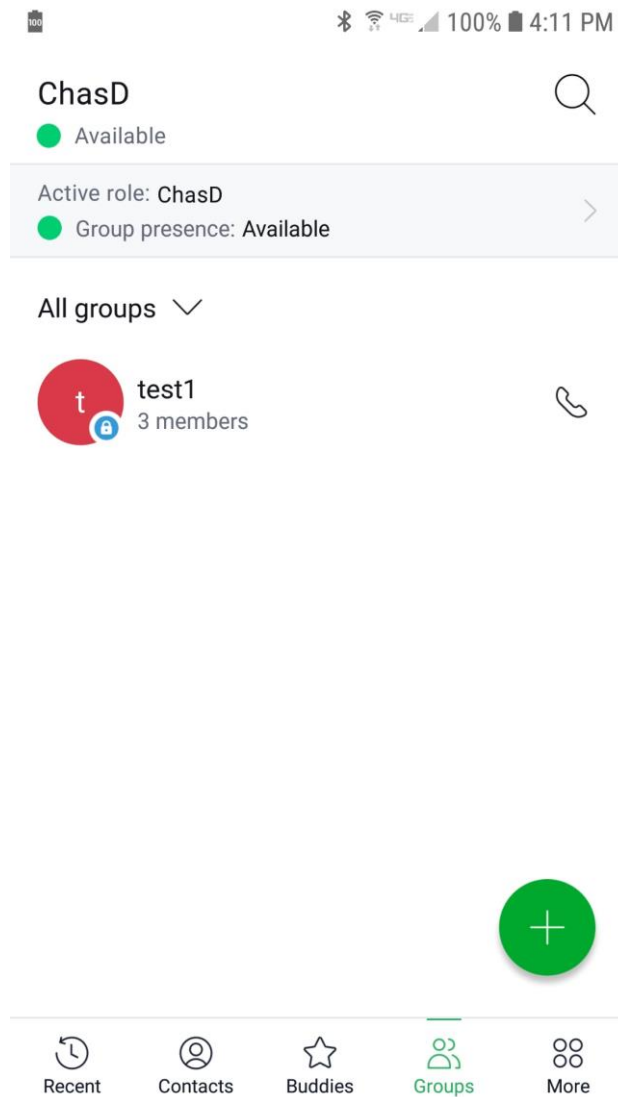 100 4GE 100% 4:11 PM
ChasD
Available
Active role: ChasD
Group presence: Available
All groups
t test1
3 members
Recent Contacts Buddies Groups More